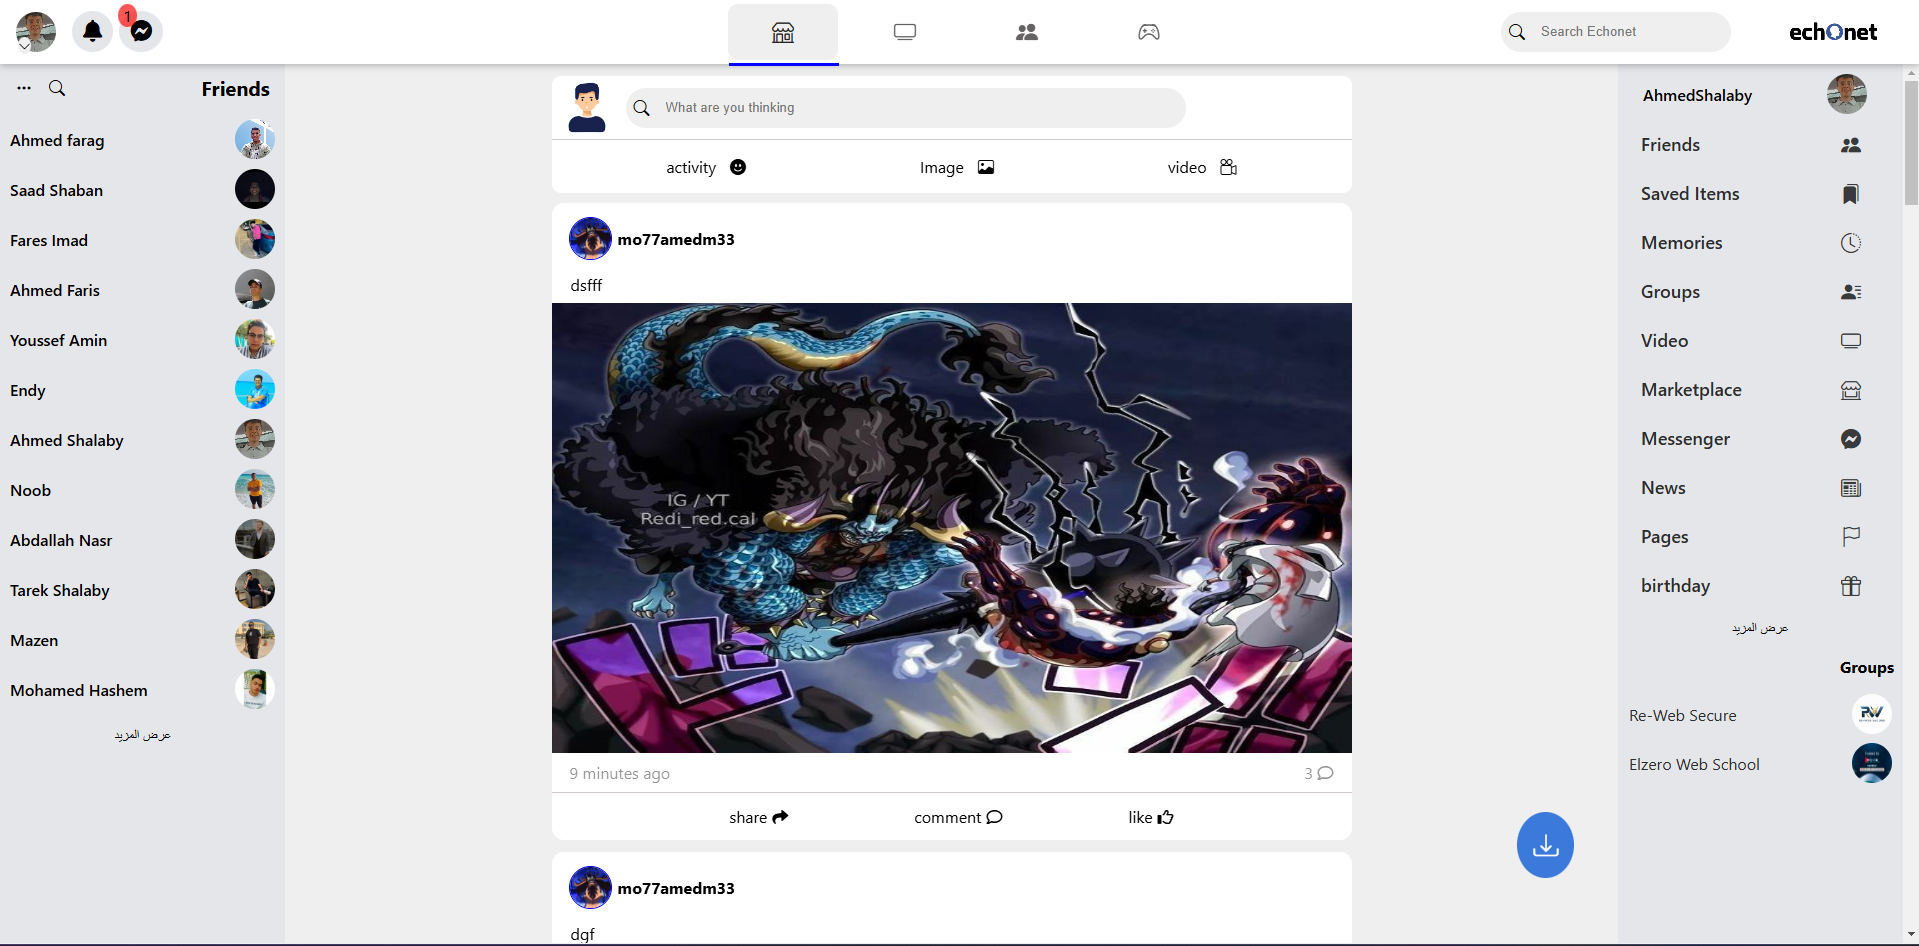 1
Search Echonet
echonet
Friends
Ahmed farag
Saad Shaban
Fares Imad
Ahmed Faris
Youssef Amin
Endy
Ahmed Shalaby
Noob
Abdallah Nasr
Tarek Shalaby
Mazen
Mohamed Hashem
عرض المزيد
What are you thinking
activity
Image
video
mo77amedm33
dsfff
IG / YT
Redi_red.cal
9 minutes ago
3
share
comment
like
mo77amedm33
dgf
AhmedShalaby
Friends
Saved Items
Memories
Groups
Video
Marketplace
Messenger
News
Pages
birthday
عرض المزيد
Groups
Re-Web Secure
RW
Elzero Web School